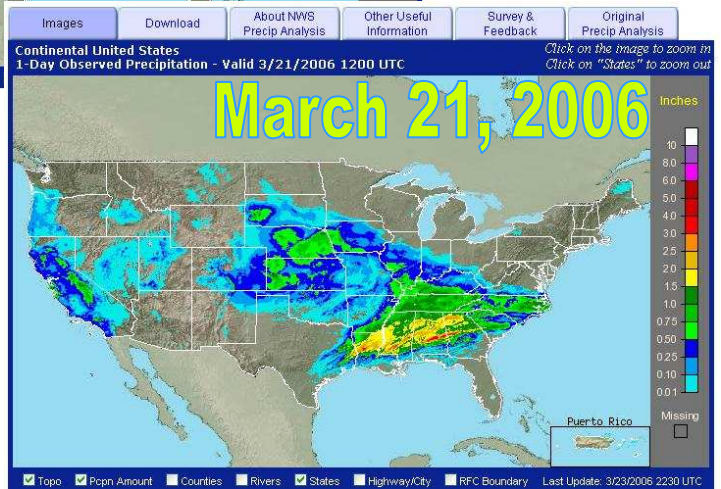 Images
Download
About NWS
Precip Analysis
Other Useful
Information
Survey &
Feedback
Original
Precip Analysis
Continental United States
1-Day Observed Precipitation - Valid 3/21/2006 1200 UTC
Click on the image to zoom in
Click on "States" to zoom out
March 21, 2006
Inches
10
8.0
6.0
5.0
4.0
3.0
2.5
2.0
1.5
1.0
0.75
0.50
0.25
0.10
0.01
Missing
Puerto Rico
Topo Pcpn Amount Counties Rivers States Highway/City RFC Boundary Last Update: 3/23/2006 2230 UTC